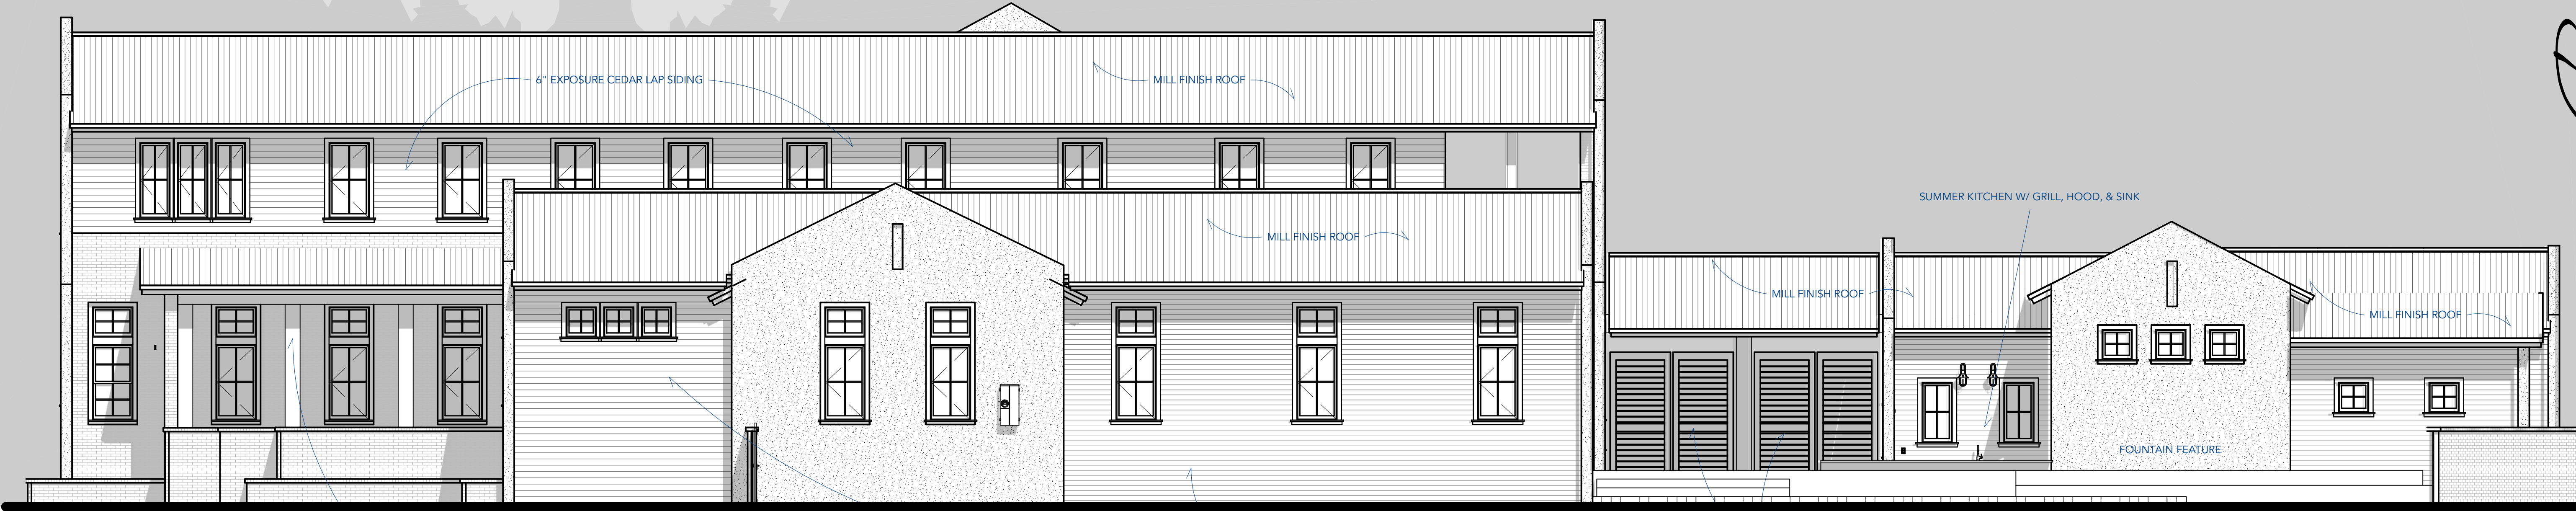 6" EXPOSURE CEDAR LAP SIDING
MILL FINISH ROOF
SUMMER KITCHEN W/ GRILL, HOOD, & SINK
MILL FINISH ROOF
MILL FINISH ROOF
MILL FINISH ROOF
FOUNTAIN FEATURE